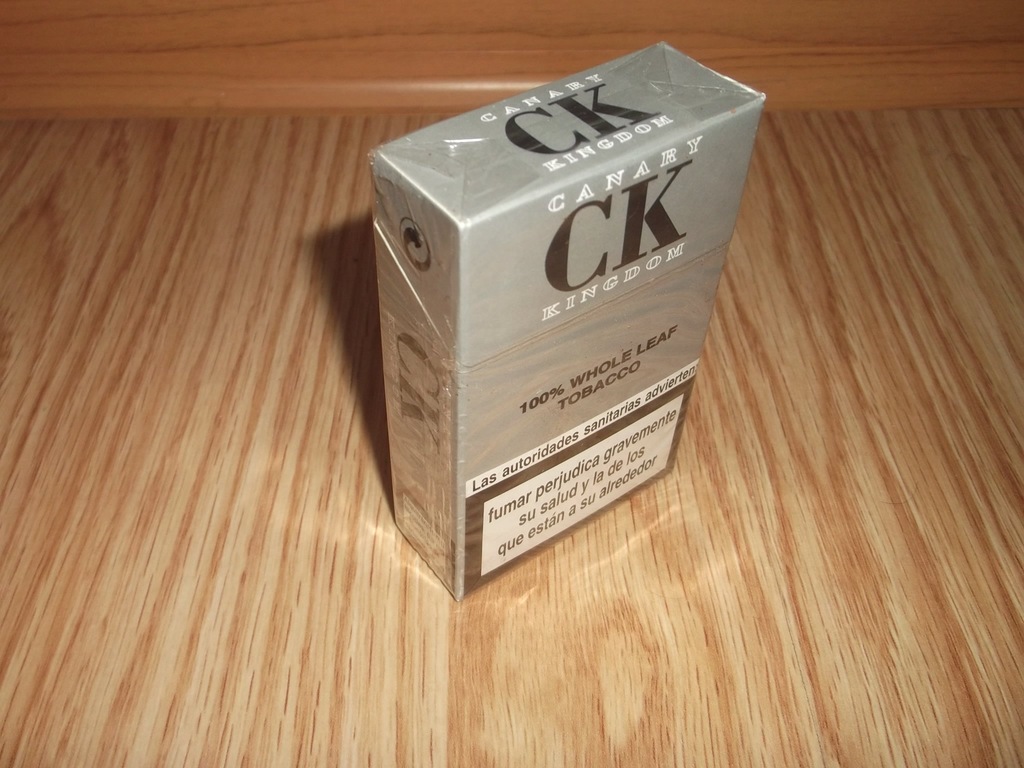 CANARY
CK
KINGDOM
CANARY
CK
KINGDOM
100% WHOLE LEAF
TOBACCO
Las autoridades sanitarias advierten
fumar perjudica gravemente
su salud y la de los
que están a su alrededor
CK